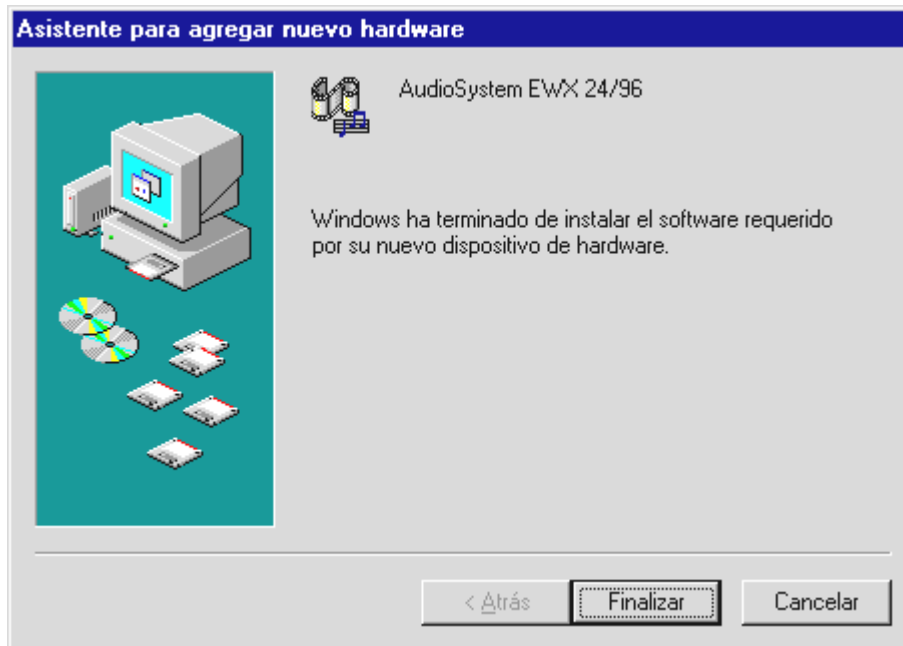 Asistente para agregar nuevo hardware
AudioSystem EWX 24/96
Windows ha terminado de instalar el software requerido
por su nuevo dispositivo de hardware.
< Atrás
Finalizar
Cancelar